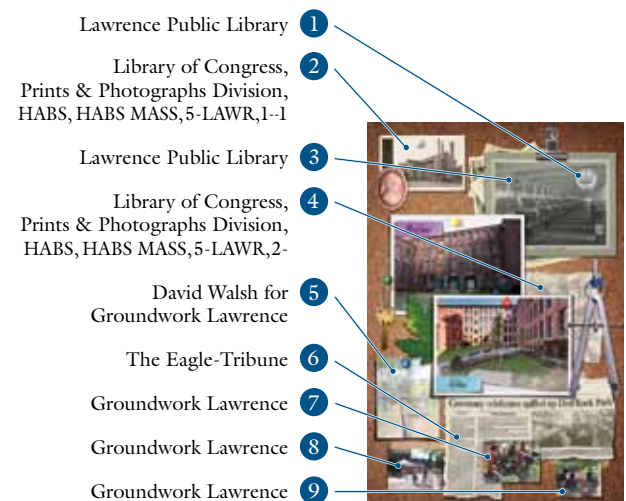 Lawrence Public Library 1
Library of Congress, 2
Prints & Photographs Division,
HABS, HABS MASS,5-LAWR,1--1
Lawrence Public Library 3
Library of Congress, 4
Prints & Photographs Division,
HABS, HABS MASS,5-LAWR,2-
David Walsh for 5
Groundwork Lawrence
The Eagle-Tribune 6
Groundwork Lawrence 7
Groundwork Lawrence 8
Groundwork Lawrence 9